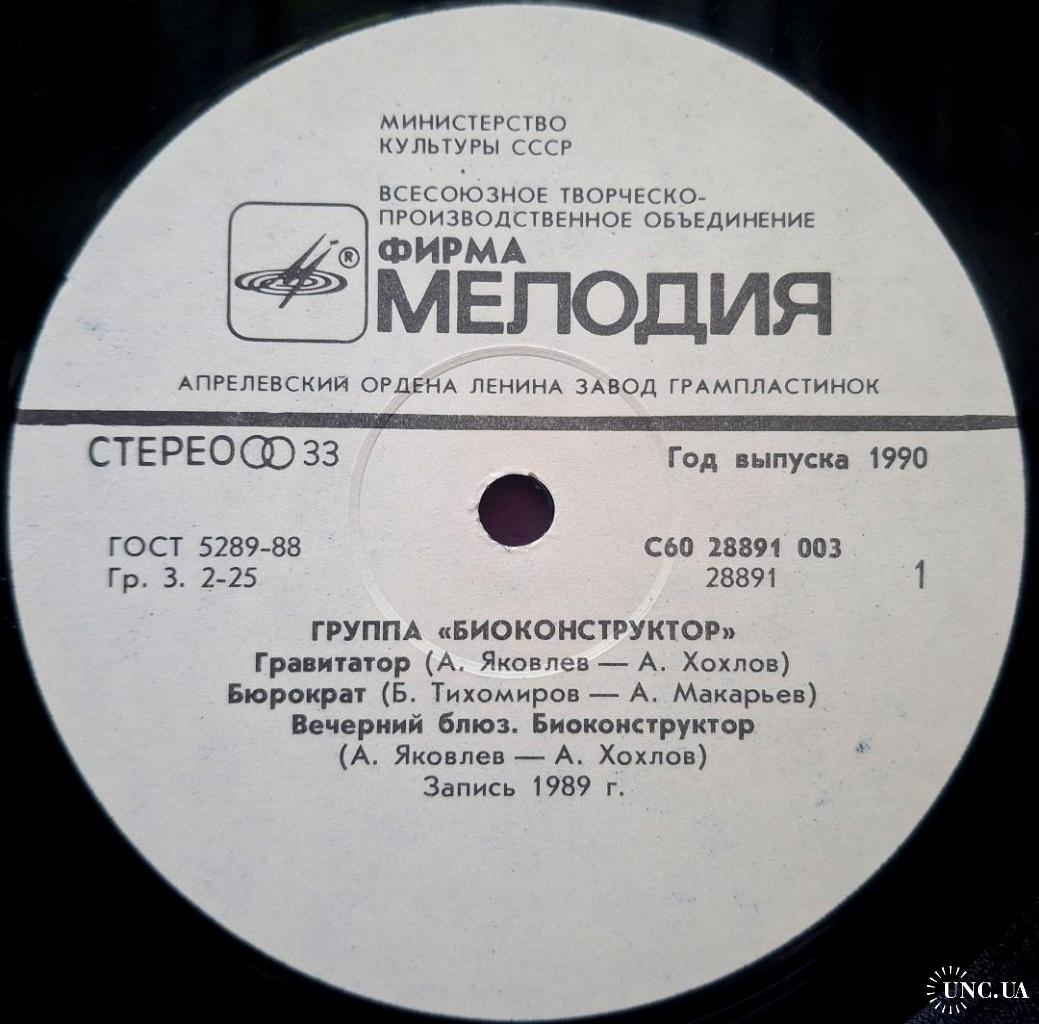 МИНИСТЕРСТВО
КУЛЬТУРЫ СССР
ВСЕСОЮЗНОЕ ТВОРЧЕСКО-
ПРОИЗВОДСТВЕННОЕ ОБЪЕДИНЕНИЕ
ФИРМА
®
МЕЛОДИЯ
АПРЕЛЕВСКИЙ ОРДЕНА ЛЕНИНА ЗАВОД ГРАМПЛАСТИНОК
СТЕРЕО 33
Год выпуска 1990
ГОСТ 5289-88
Гр. 3. 2-25
С60 28891 003
28891
1
ГРУППА «БИОКОНСТРУКТОР»
Гравитатор (А. Яковлев — А. Хохлов)
Бюрократ (Б. Тихомиров — А. Макарьев)
Вечерний блюз. Биоконструктор
(А. Яковлев — А. Хохлов)
Запись 1989 г.
UNC.UA